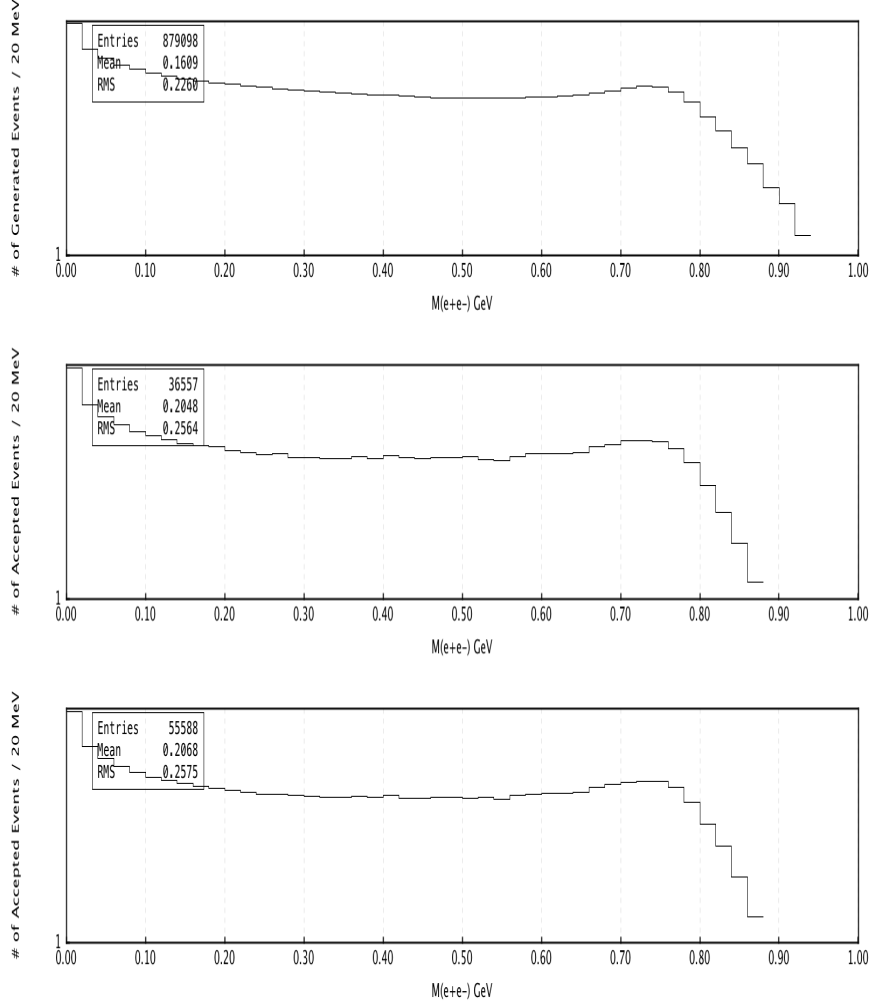 # of Generated Events / 20 MeV
Entries 879098
Mean 0.1609
RMS 0.2260
1
0.00 0.10 0.20 0.30 0.40 0.50 0.60 0.70 0.80 0.90 1.00
M(e+e−) GeV
# of Accepted Events / 20 MeV
Entries 36557
Mean 0.2048
RMS 0.2564
1
0.00 0.10 0.20 0.30 0.40 0.50 0.60 0.70 0.80 0.90 1.00
M(e+e−) GeV
# of Accepted Events / 20 MeV
Entries 55588
Mean 0.2068
RMS 0.2575
1
0.00 0.10 0.20 0.30 0.40 0.50 0.60 0.70 0.80 0.90 1.00
M(e+e−) GeV